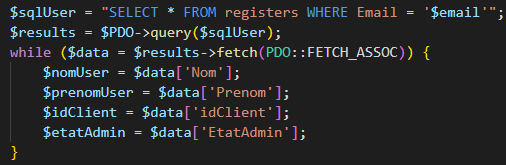 $sqlUser = "SELECT * FROM registers WHERE Email = '$email'";
$results = $PDO->query($sqlUser);
while ($data = $results->fetch(PDO::FETCH_ASSOC)) {
    $nomUser = $data['Nom'];
    $prenomUser = $data['Prenom'];
    $idClient = $data['idClient'];
    $etatAdmin = $data['EtatAdmin'];
}